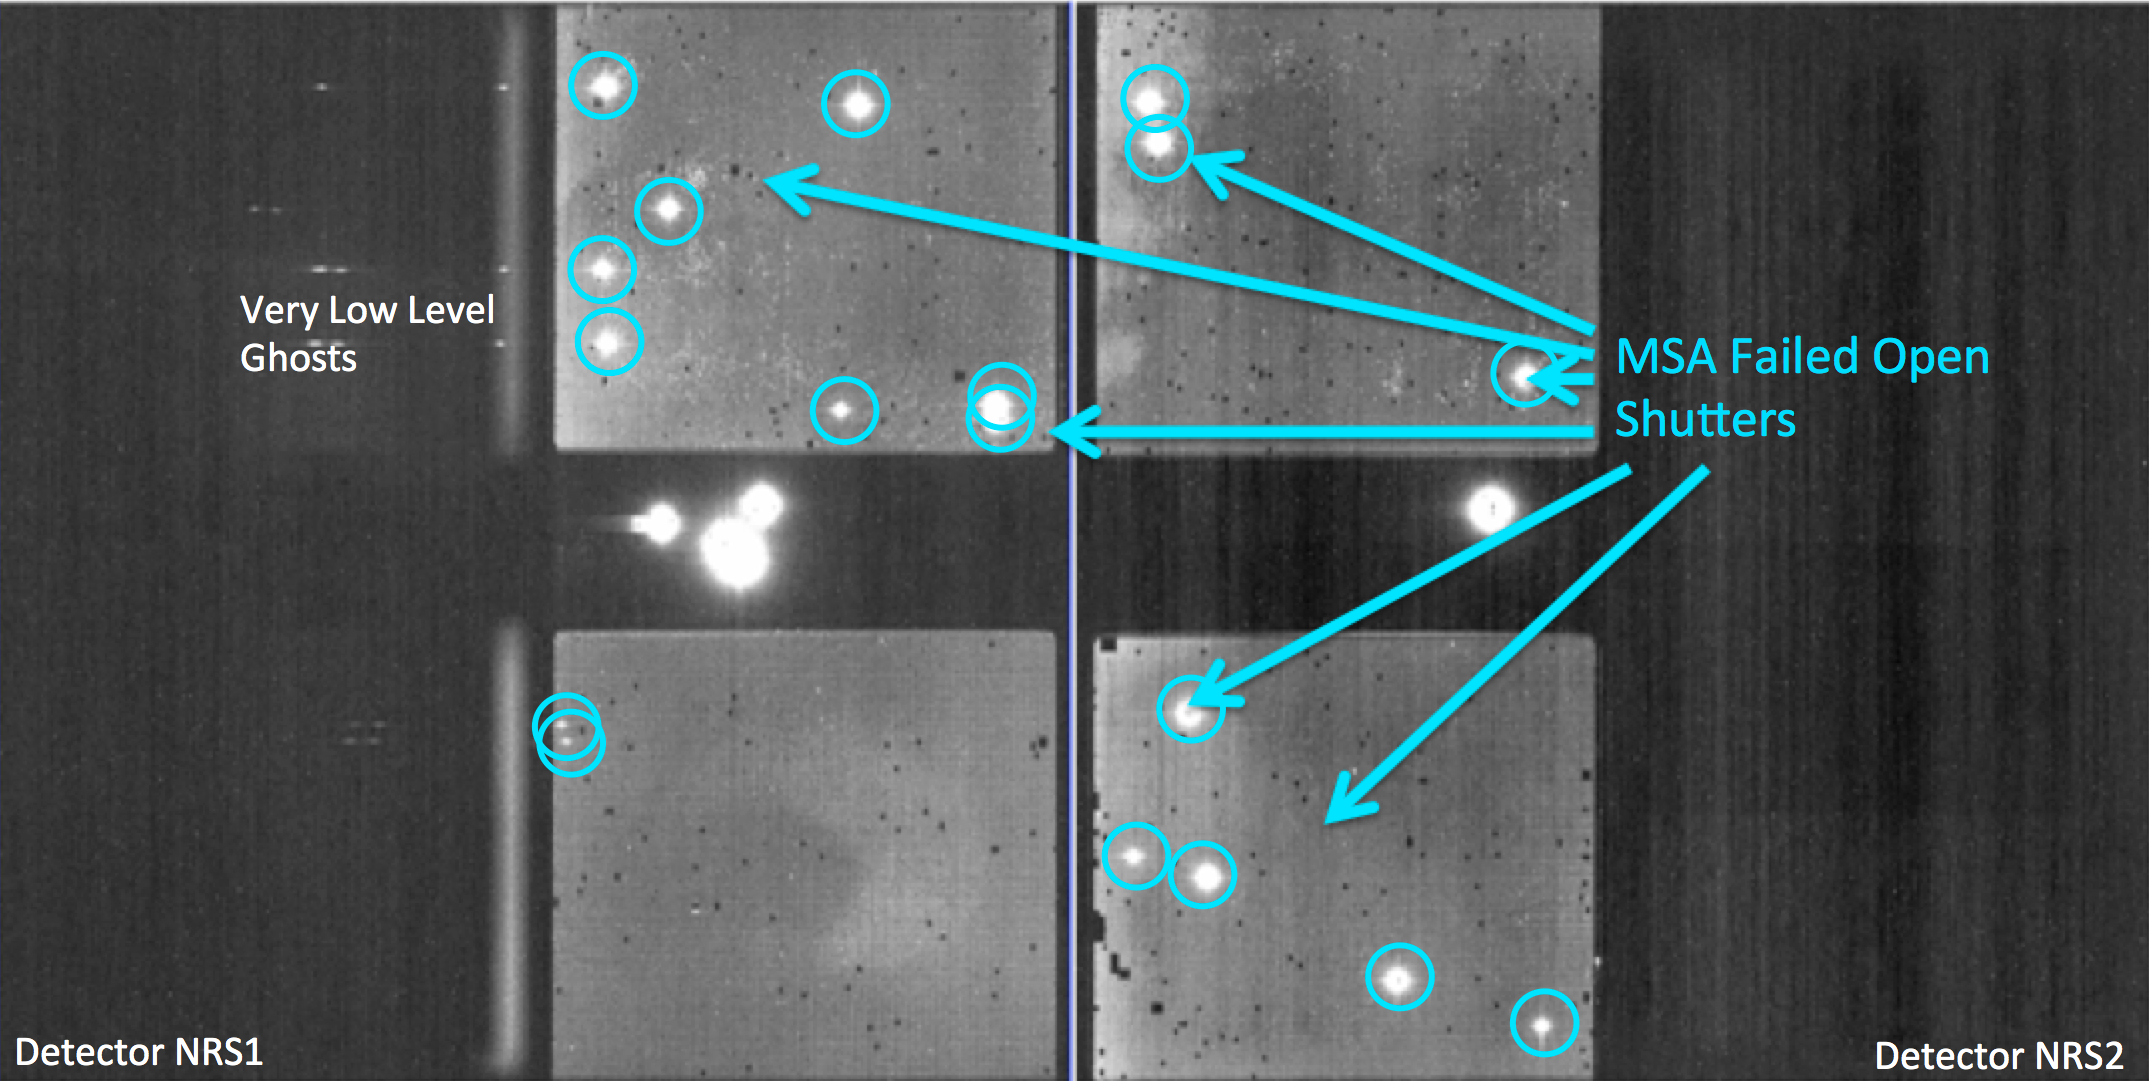 Very Low Level
Ghosts
MSA Failed Open
Shutters
Detector NRS1
Detector NRS2